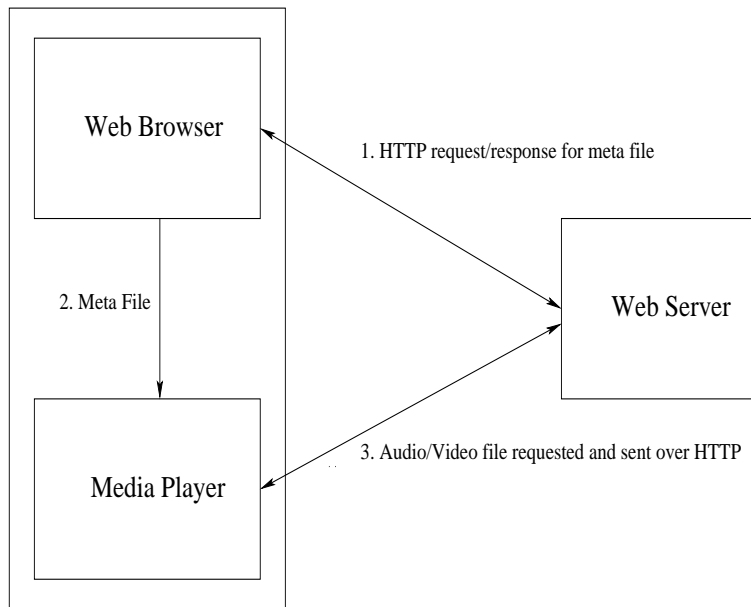 Web Browser
1. HTTP request/response for meta file
2. Meta File
Web Server
3. Audio/Video file requested and sent over HTTP
Media Player